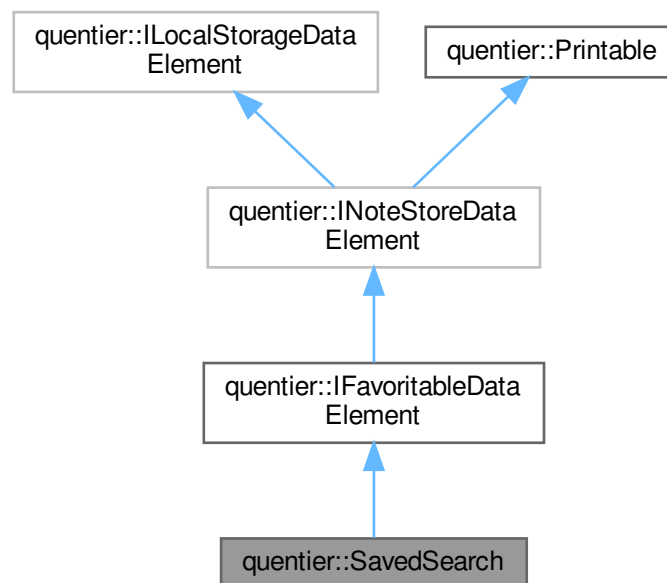 quentier::ILocalStorageData
Element
quentier::Printable
quentier::INoteStoreData
Element
quentier::IFavoritableData
Element
quentier::SavedSearch